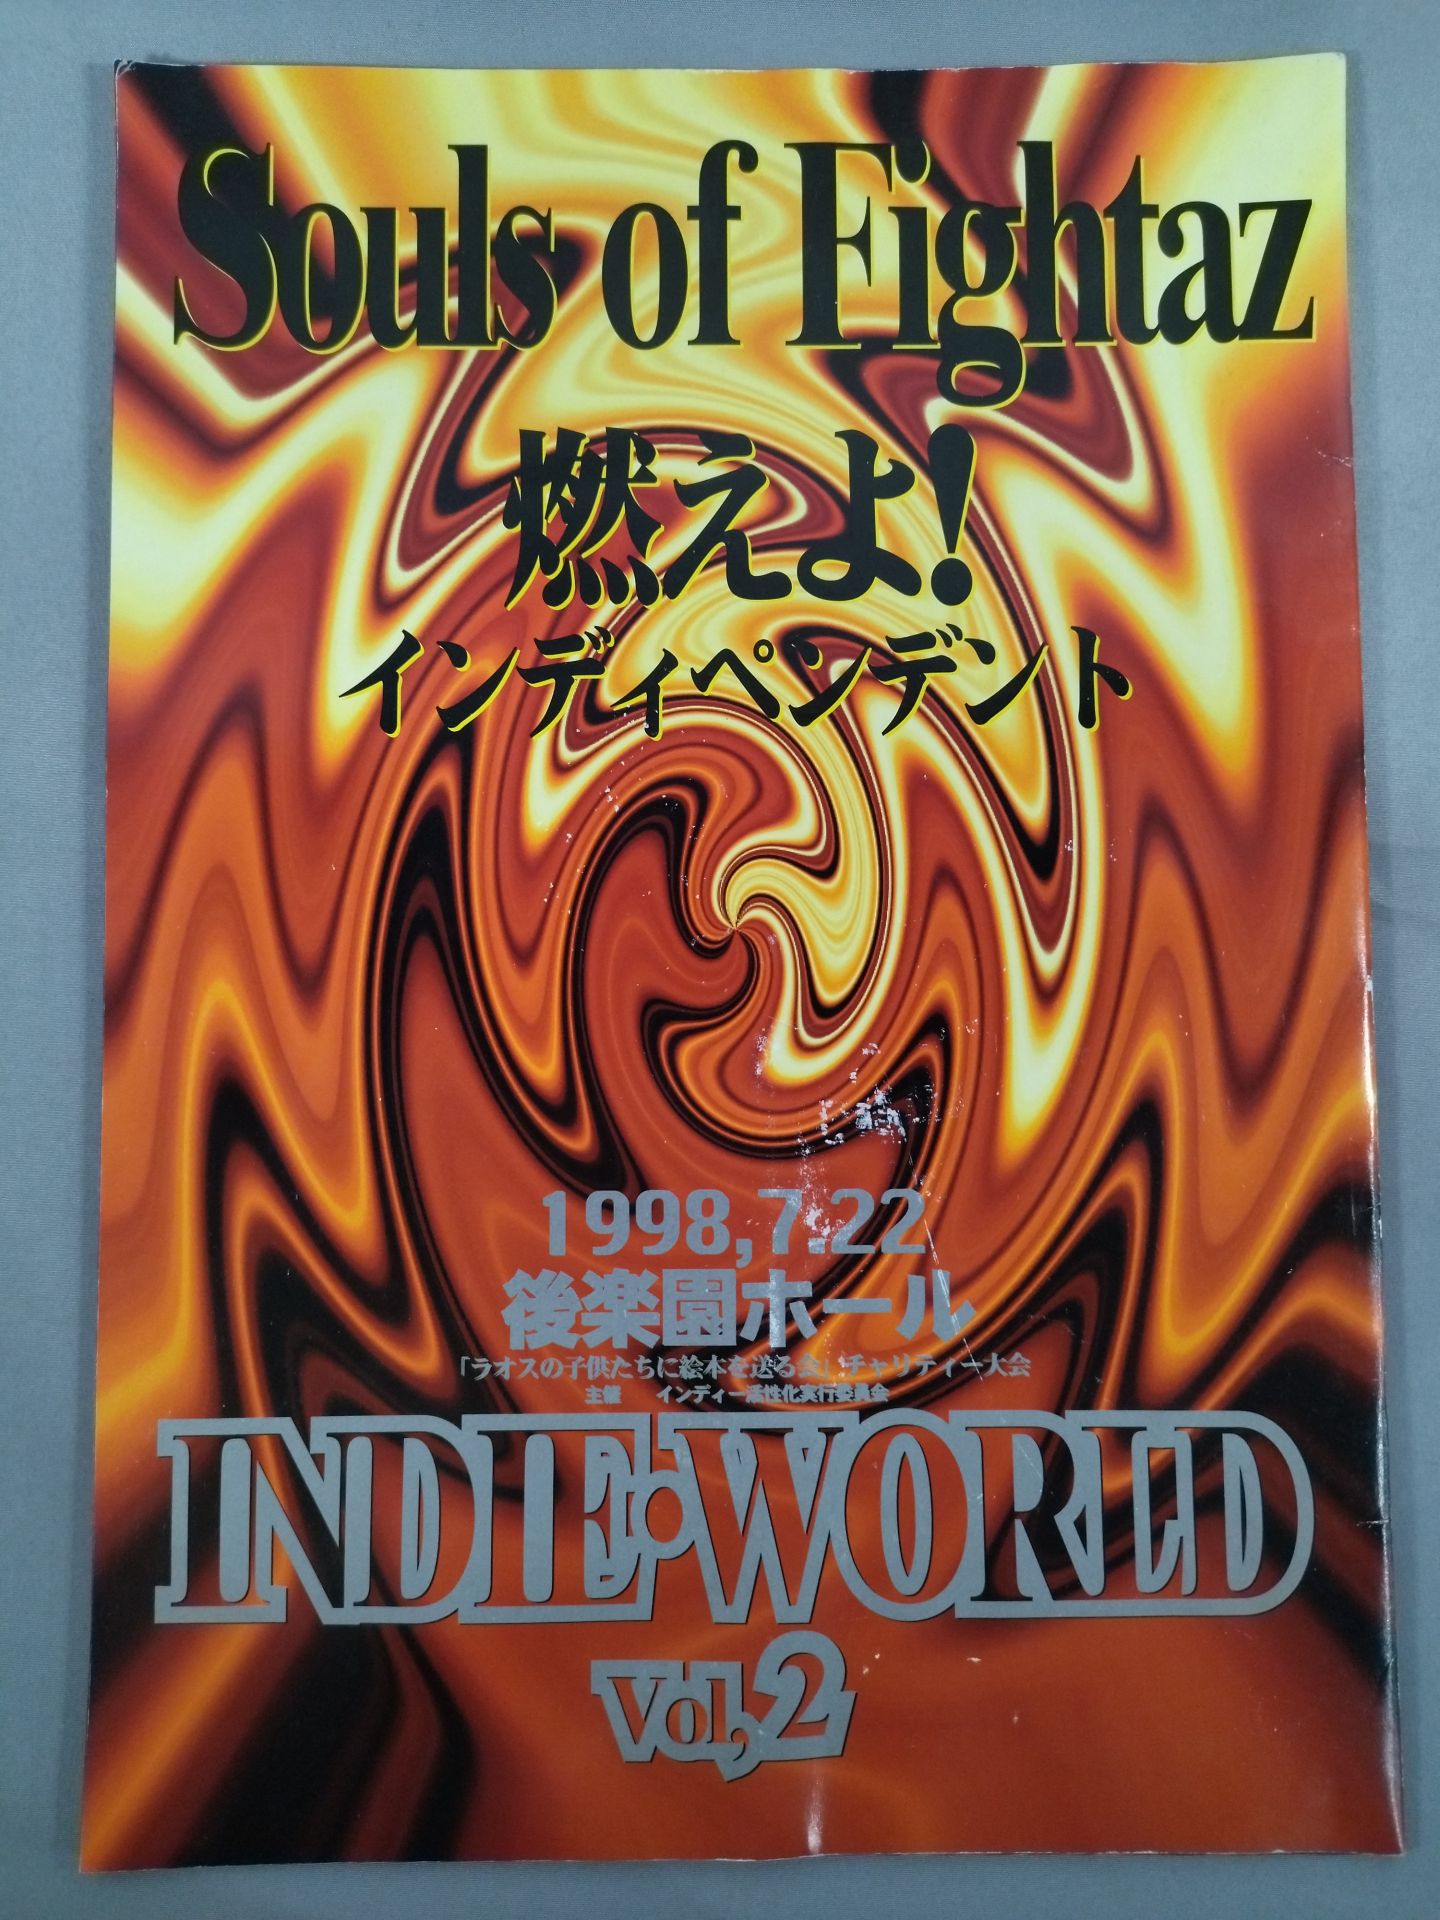 Souls of Fightaz
燃えよ!
インディペンデント
1998,7.22
後楽園ホール
「ラオスの子供たちに絵本を送る会」チャリティー大会
主催　インディー活性化実行委員会
INDIE・WORLD
Vol,2